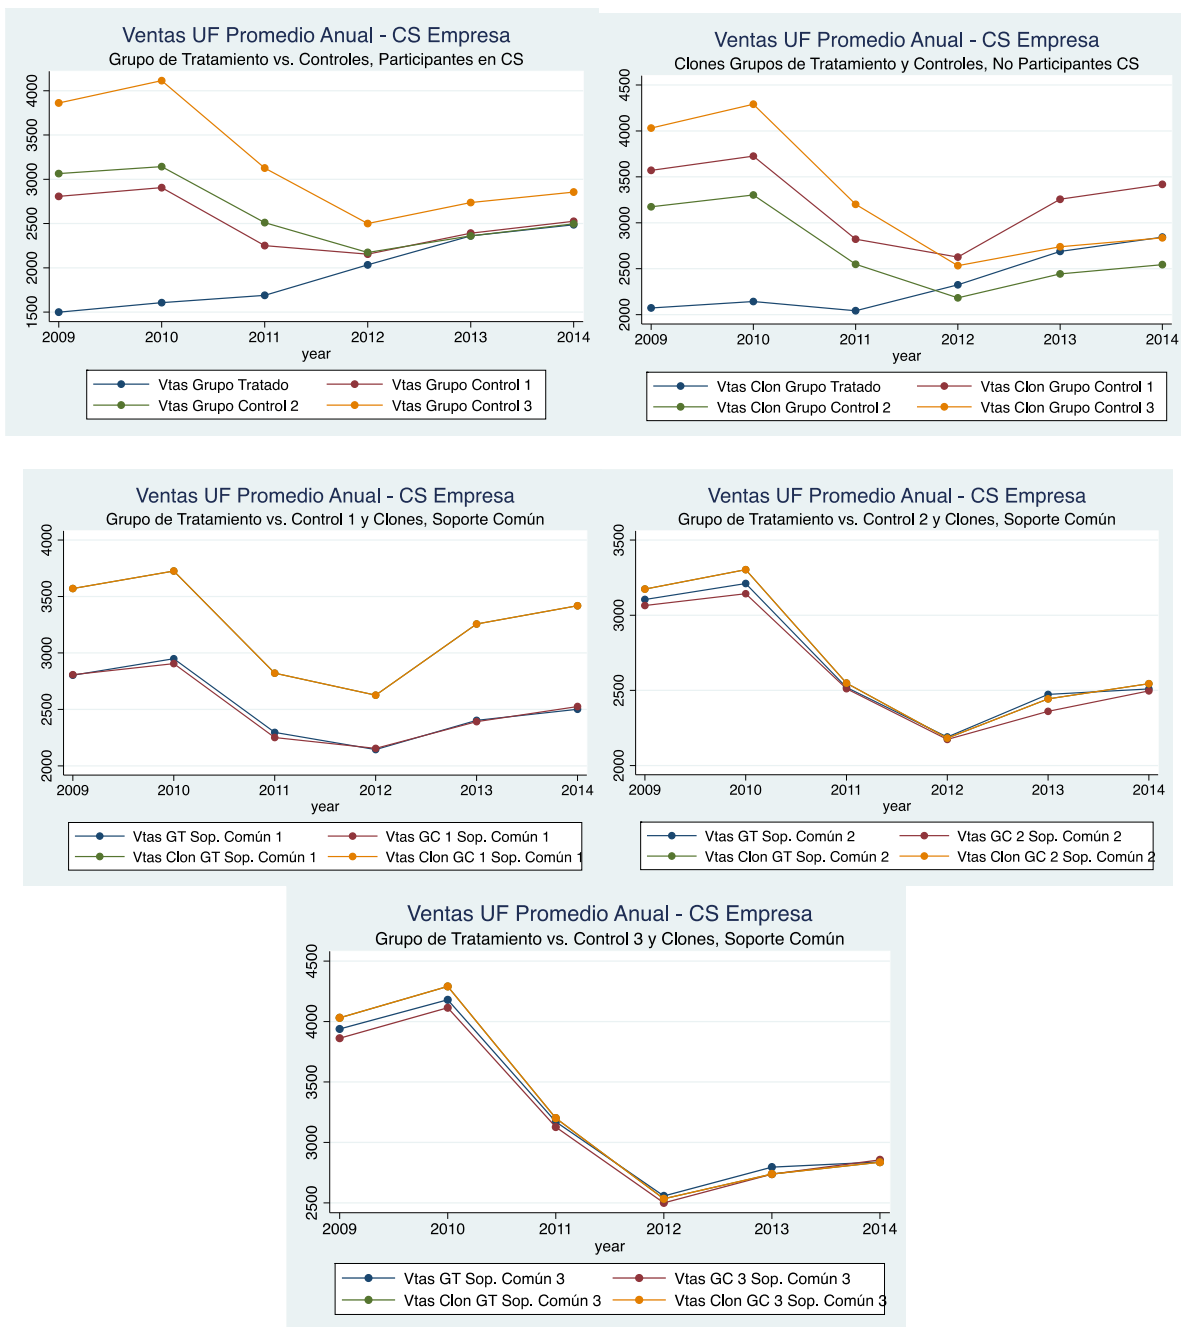 Ventas UF Promedio Anual - CS Empresa
Grupo de Tratamiento vs. Controles, Participantes en CS
4000
3500
3000
2500
2000
1500
2009 2010 2011 2012 2013 2014
year
Vtas Grupo Tratado Vtas Grupo Control 1
Vtas Grupo Control 2 Vtas Grupo Control 3
Ventas UF Promedio Anual - CS Empresa
Clones Grupos de Tratamiento y Controles, No Participantes CS
4500
4000
3500
3000
2500
2000
2009 2010 2011 2012 2013 2014
year
Vtas Clon Grupo Tratado Vtas Clon Grupo Control 1
Vtas Clon Grupo Control 2 Vtas Clon Grupo Control 3
Ventas UF Promedio Anual - CS Empresa
Grupo de Tratamiento vs. Control 1 y Clones, Soporte Común
4000
3500
3000
2500
2000
2009 2010 2011 2012 2013 2014
year
Vtas GT Sop. Común 1 Vtas GC 1 Sop. Común 1
Vtas Clon GT Sop. Común 1 Vtas Clon GC 1 Sop. Común 1
Ventas UF Promedio Anual - CS Empresa
Grupo de Tratamiento vs. Control 2 y Clones, Soporte Común
3500
3000
2500
2000
2009 2010 2011 2012 2013 2014
year
Vtas GT Sop. Común 2 Vtas GC 2 Sop. Común 2
Vtas Clon GT Sop. Común 2 Vtas Clon GC 2 Sop. Común 2
Ventas UF Promedio Anual - CS Empresa
Grupo de Tratamiento vs. Control 3 y Clones, Soporte Común
4500
4000
3500
3000
2500
2009 2010 2011 2012 2013 2014
year
Vtas GT Sop. Común 3 Vtas GC 3 Sop. Común 3
Vtas Clon GT Sop. Común 3 Vtas Clon GC 3 Sop. Común 3